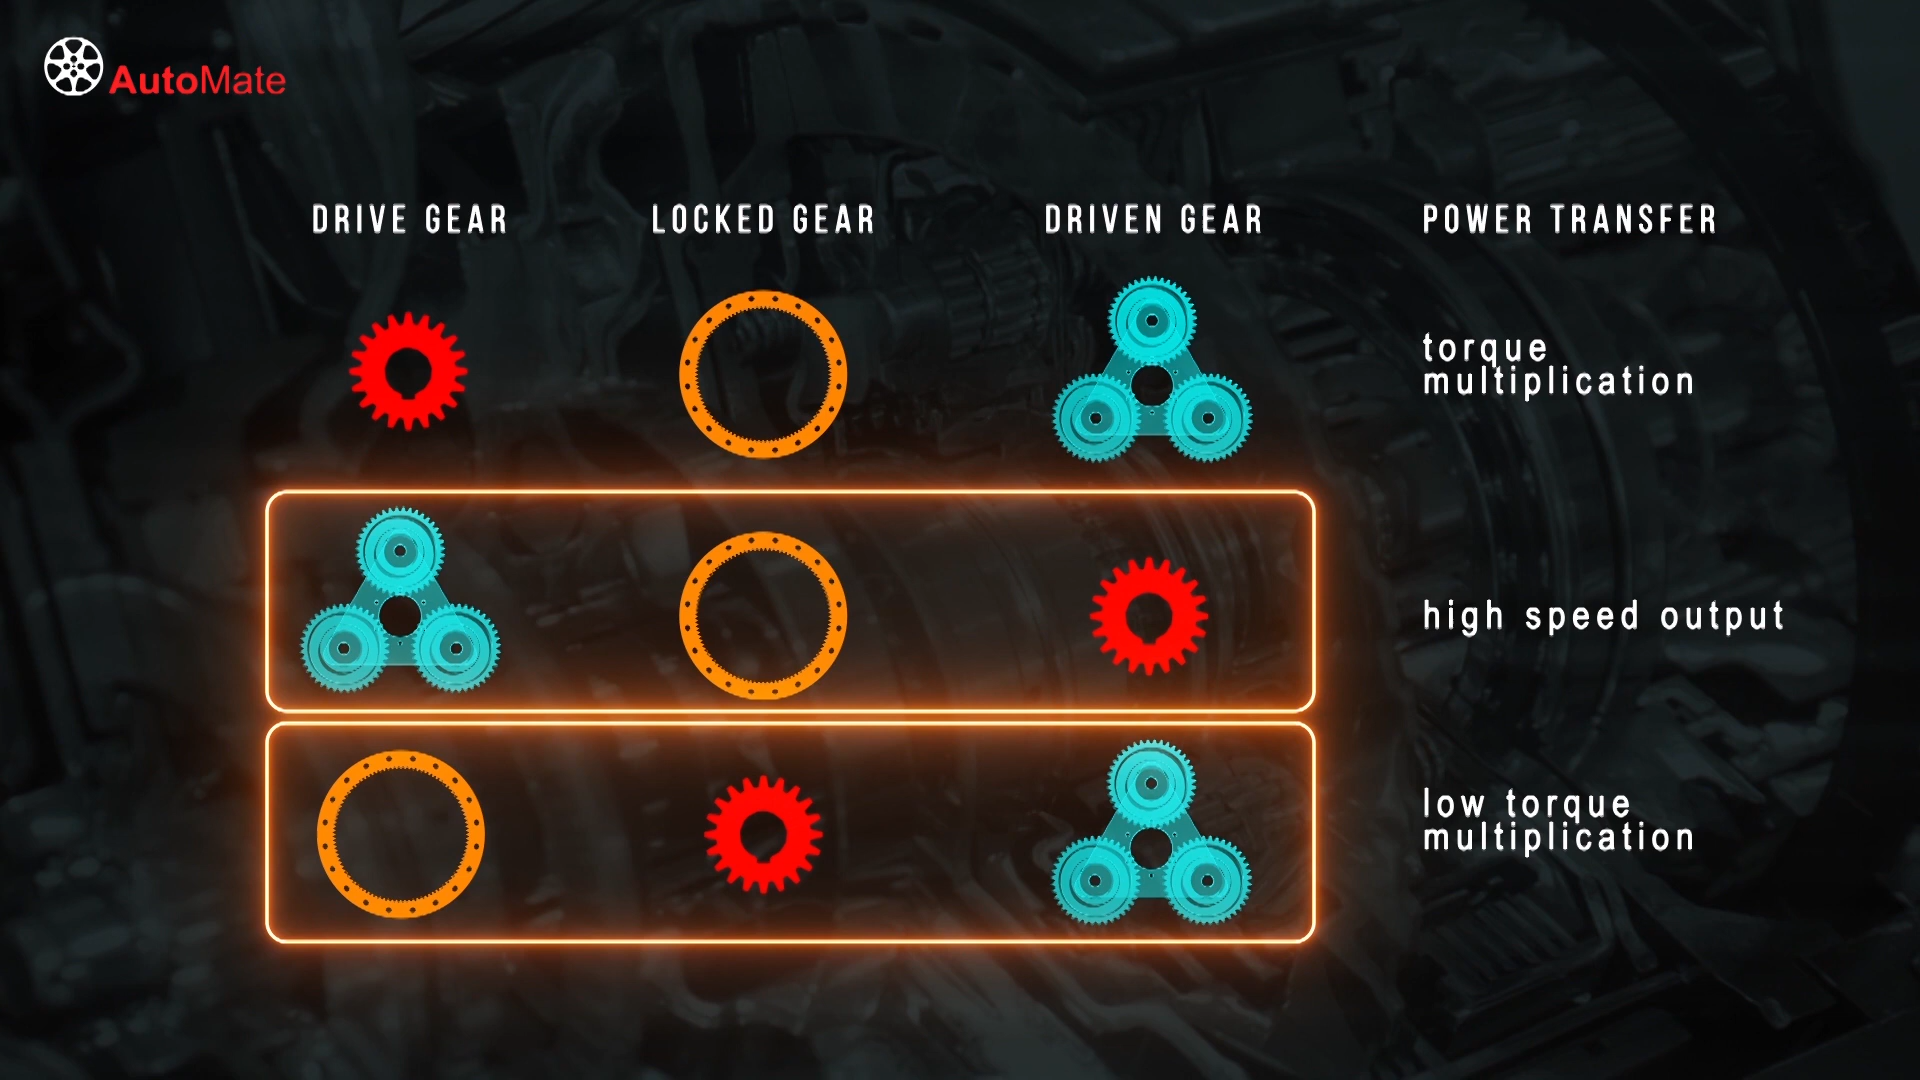 AutoMate
DRIVE GEAR
LOCKED GEAR
DRIVEN GEAR
POWER TRANSFER
torque
multiplication
high speed output
low torque
multiplication